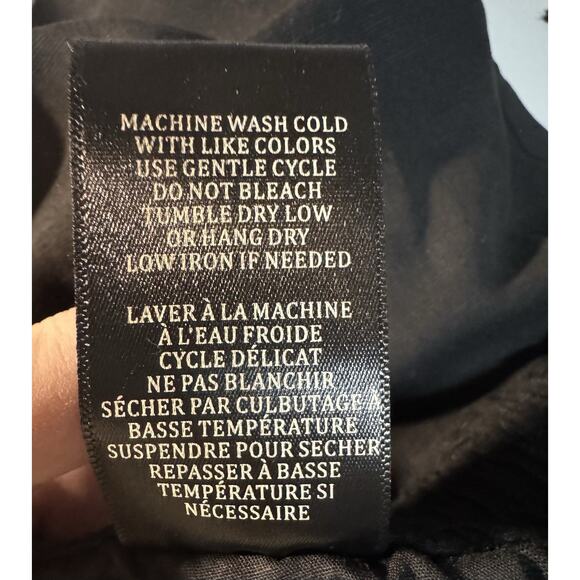 MACHINE WASH COLD
WITH LIKE COLORS
USE GENTLE CYCLE
DO NOT BLEACH
TUMBLE DRY LOW
OR HANG DRY
LOW IRON IF NEEDED
LAVER À LA MACHINE
À L'EAU FROIDE
CYCLE DÉLICAT
NE PAS BLANCHIR
SÉCHER PAR CULBUTAGE À
BASSE TEMPÉRATURE
SUSPENDRE POUR SECHER
REPASSER À BASSE
TEMPÉRATURE SI
NÉCESSAIRE